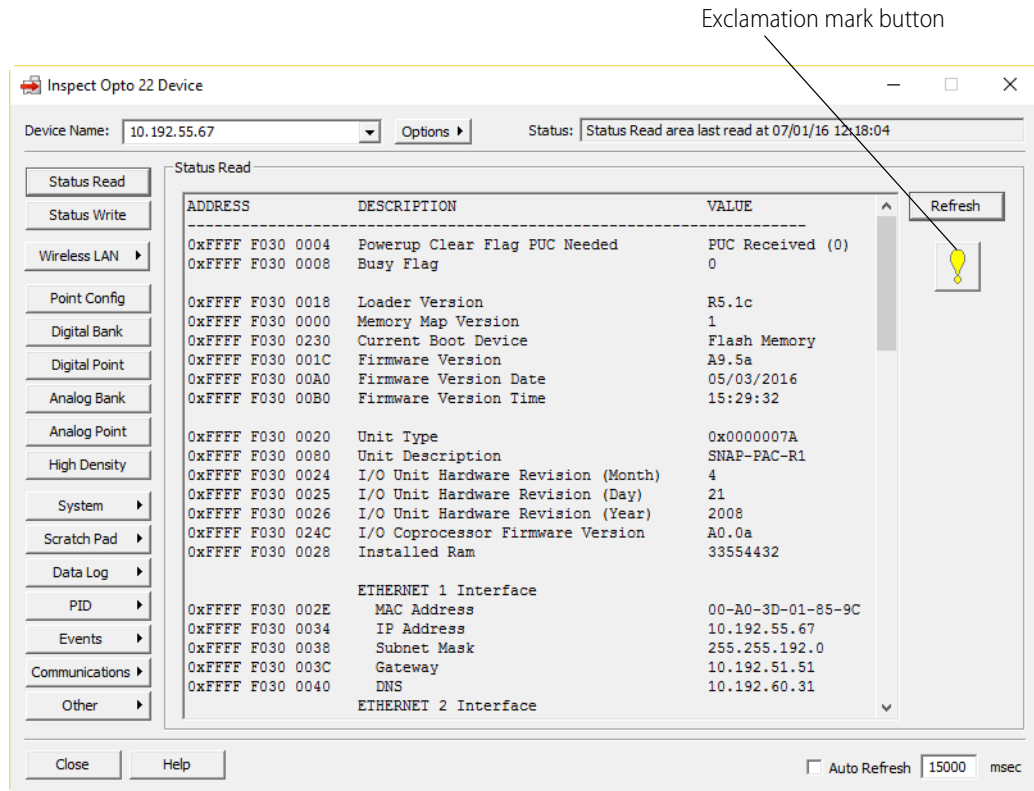 Exclamation mark button
Inspect Opto 22 Device
Device Name: 10.192.55.67 Options Status: Status Read area last read at 07/01/16 12:18:04
Status Read
Status Write
Wireless LAN
Point Config
Digital Bank
Digital Point
Analog Bank
Analog Point
High Density
System
Scratch Pad
Data Log
PID
Events
Communications
Other
Status Read
ADDRESS DESCRIPTION VALUE
--------------------------------------------------------------------
0xFFFF F030 0004 Powerup Clear Flag PUC Needed PUC Received (0)
0xFFFF F030 0008 Busy Flag 0
0xFFFF F030 0018 Loader Version R5.1c
0xFFFF F030 0000 Memory Map Version 1
0xFFFF F030 0230 Current Boot Device Flash Memory
0xFFFF F030 001C Firmware Version A9.5a
0xFFFF F030 00A0 Firmware Version Date 05/03/2016
0xFFFF F030 00B0 Firmware Version Time 15:29:32
0xFFFF F030 0020 Unit Type 0x0000007A
0xFFFF F030 0080 Unit Description SNAP-PAC-R1
0xFFFF F030 0024 I/O Unit Hardware Revision (Month) 4
0xFFFF F030 0025 I/O Unit Hardware Revision (Day) 21
0xFFFF F030 0026 I/O Unit Hardware Revision (Year) 2008
0xFFFF F030 024C I/O Coprocessor Firmware Version A0.0a
0xFFFF F030 0028 Installed Ram 33554432
ETHERNET 1 Interface
0xFFFF F030 002E MAC Address 00-A0-3D-01-85-9C
0xFFFF F030 0034 IP Address 10.192.55.67
0xFFFF F030 0038 Subnet Mask 255.255.192.0
0xFFFF F030 003C Gateway 10.192.51.51
0xFFFF F030 0040 DNS 10.192.60.31
ETHERNET 2 Interface
Refresh
Close Help Auto Refresh 15000 msec